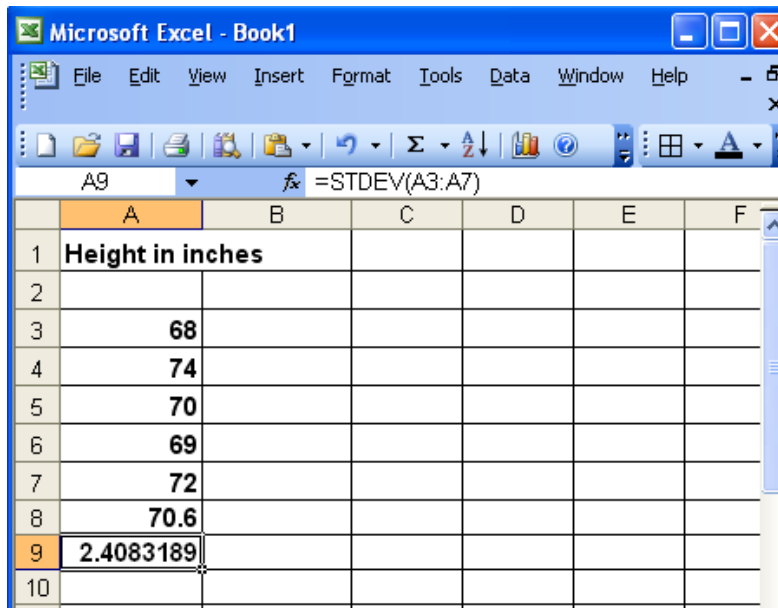 Microsoft Excel - Book1
File Edit View Insert Format Tools Data Window Help
A9 fx =STDEV(A3:A7)
A B C D E F
1 Height in inches
2
3 68
4 74
5 70
6 69
7 72
8 70.6
9 2.4083189
10